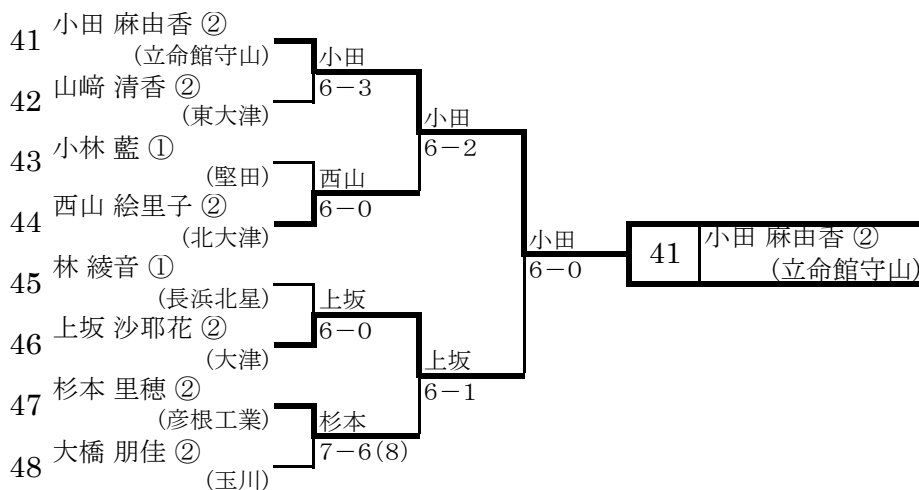 41 小田 麻由香 ②
(立命館守山)
42 山﨑 清香 ②
(東大津)
43 小林 藍 ①
(堅田)
44 西山 絵里子 ②
(北大津)
45 林 綾音 ①
(長浜北星)
46 上坂 沙耶花 ②
(大津)
47 杉本 里穂 ②
(彦根工業)
48 大橋 朋佳 ②
(玉川)
小田
6-3
西山
6-0
上坂
6-0
杉本
7-6(8)
小田
6-2
上坂
6-1
小田
6-0
41 小田 麻由香 ②
(立命館守山)